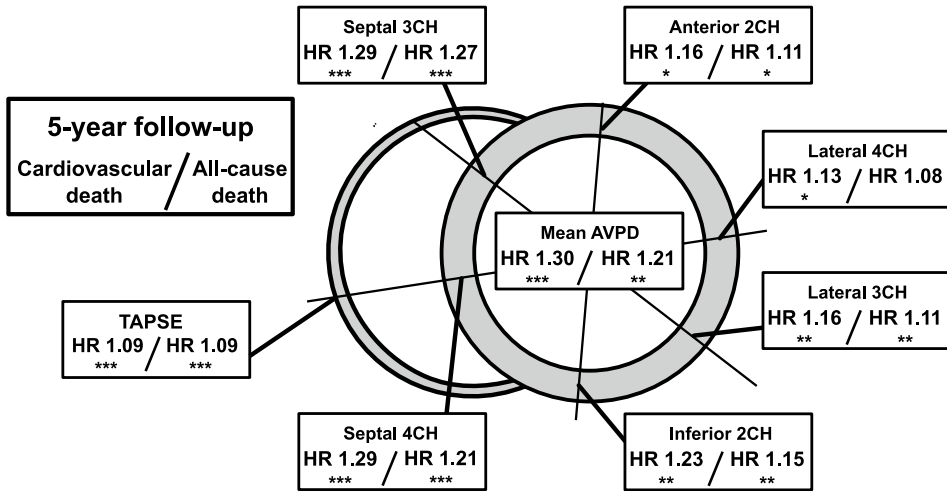 Septal 3CH
HR 1.29 / HR 1.27
*** ***
Anterior 2CH
HR 1.16 / HR 1.11
* *
5-year follow-up
Cardiovascular death / All-cause death
Lateral 4CH
HR 1.13 / HR 1.08
*
Mean AVPD
HR 1.30 / HR 1.21
*** **
TAPSE
HR 1.09 / HR 1.09
*** ***
Lateral 3CH
HR 1.16 / HR 1.11
** **
Septal 4CH
HR 1.29 / HR 1.21
*** ***
Inferior 2CH
HR 1.23 / HR 1.15
** **